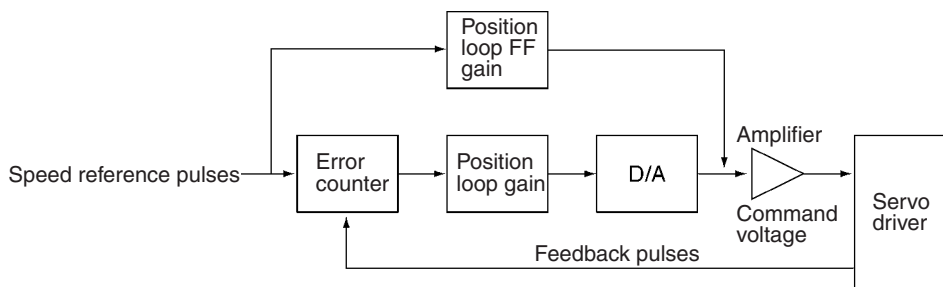 Position
loop FF
gain
Speed reference pulses
Error
counter
Position
loop gain
D/A
Amplifier
Command
voltage
Servo
driver
Feedback pulses